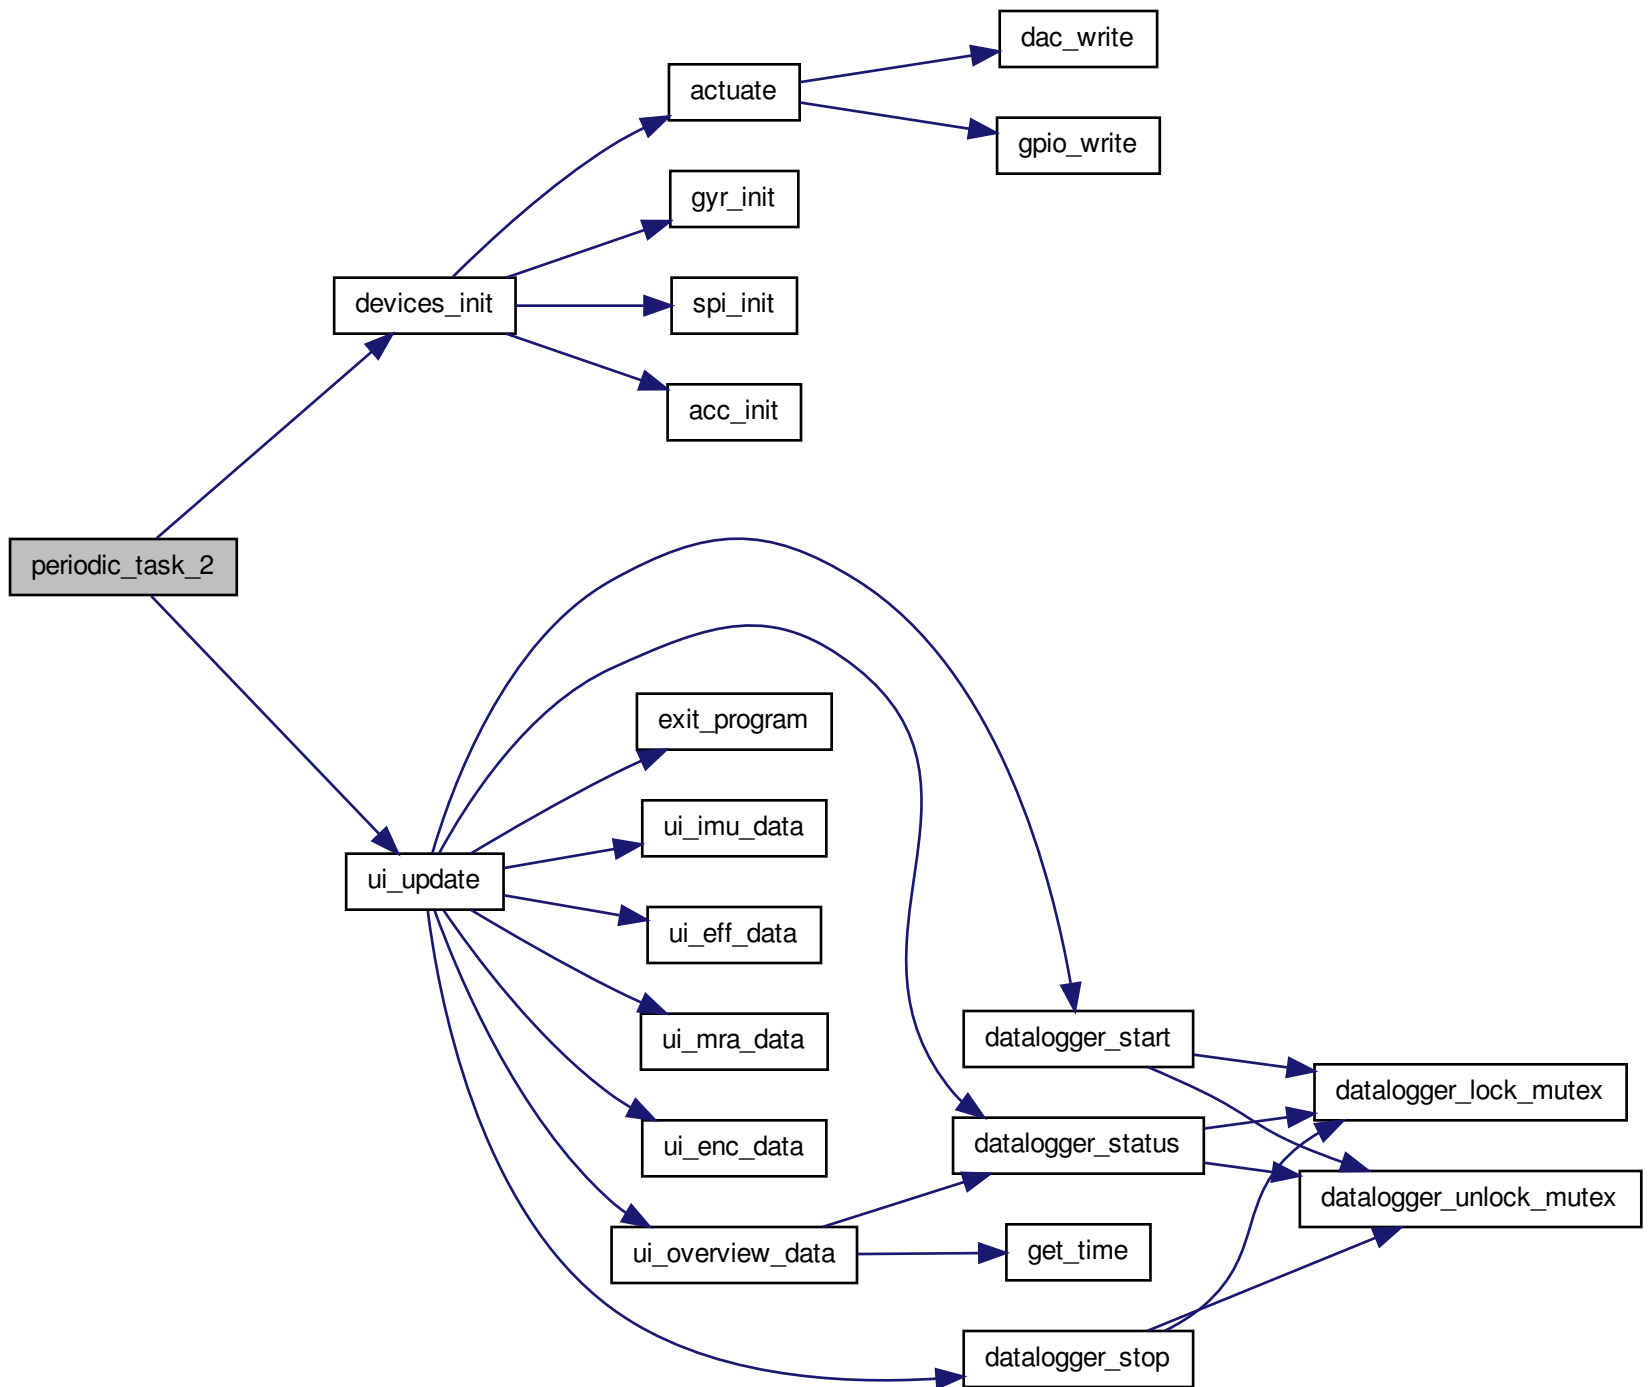 dac_write
actuate
gpio_write
gyr_init
devices_init
spi_init
acc_init
periodic_task_2
exit_program
ui_imu_data
ui_update
ui_eff_data
ui_mra_data
datalogger_start
datalogger_lock_mutex
ui_enc_data
datalogger_status
datalogger_unlock_mutex
ui_overview_data
get_time
datalogger_stop